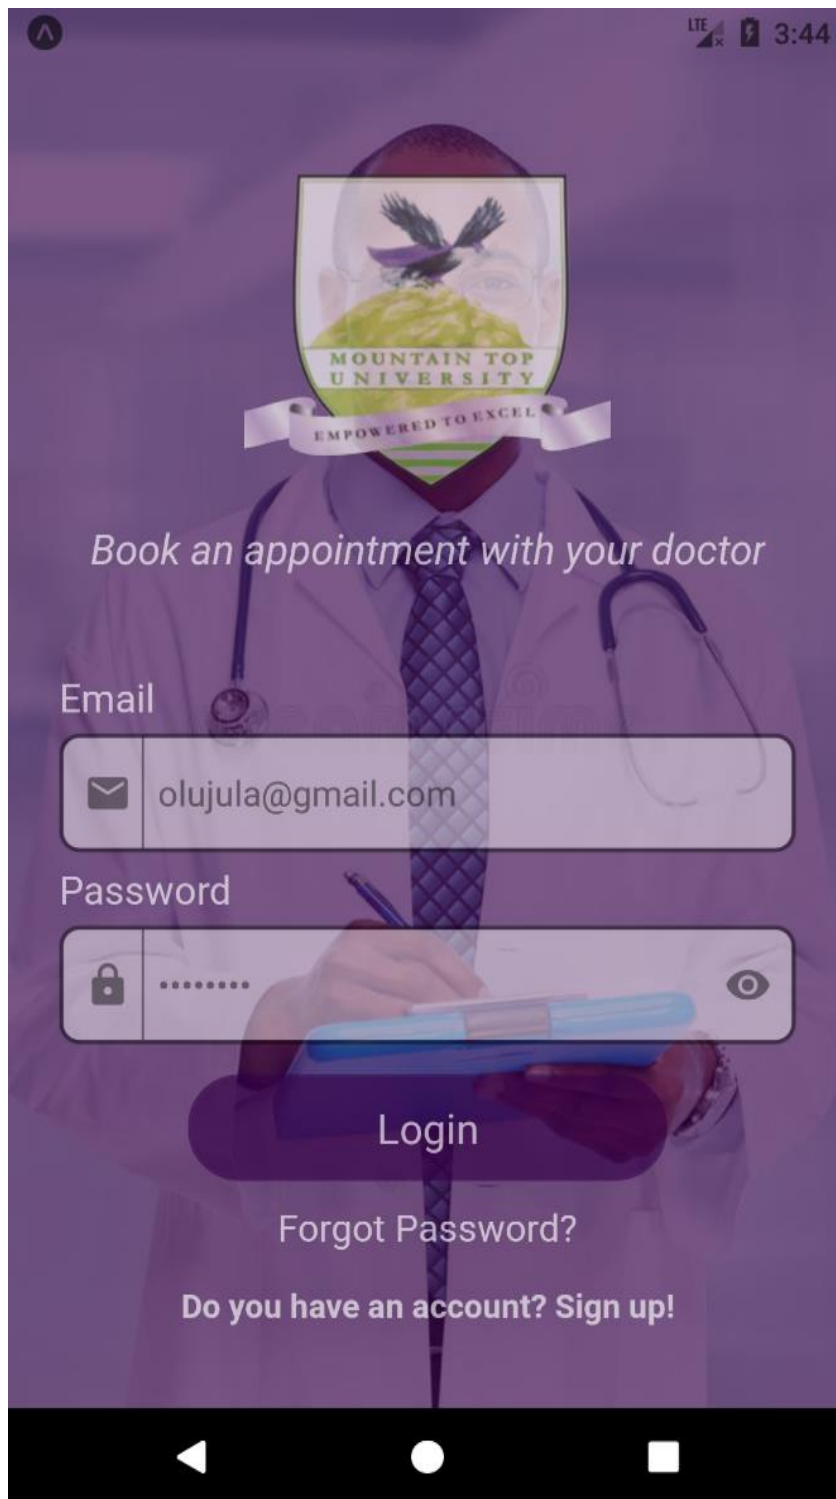 LTE 3:44
MOUNTAIN TOP
UNIVERSITY
EMPOWERED TO EXCEL
Book an appointment with your doctor
Email
olujula@gmail.com
Password
••••••••
Login
Forgot Password?
Do you have an account? Sign up!